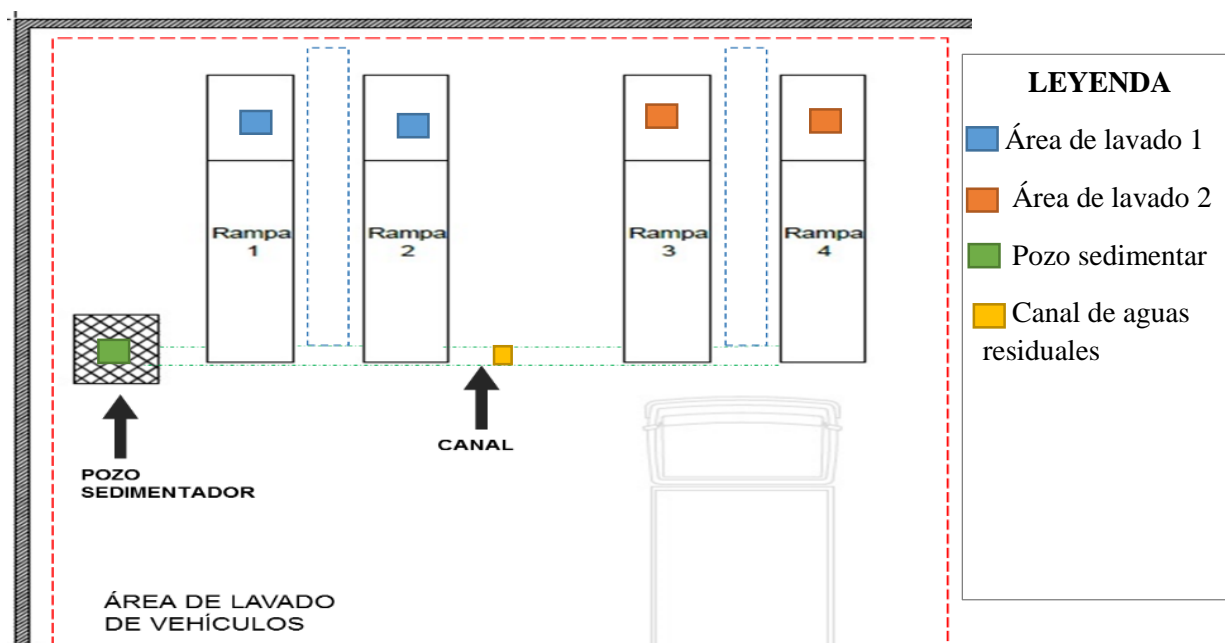 LEYENDA
Área de lavado 1
Área de lavado 2
Pozo sedimentar
Canal de aguas
residuales
Rampa
1
Rampa
2
Rampa
3
Rampa
4
CANAL
POZO
SEDIMENTADOR
ÁREA DE LAVADO
DE VEHÍCULOS